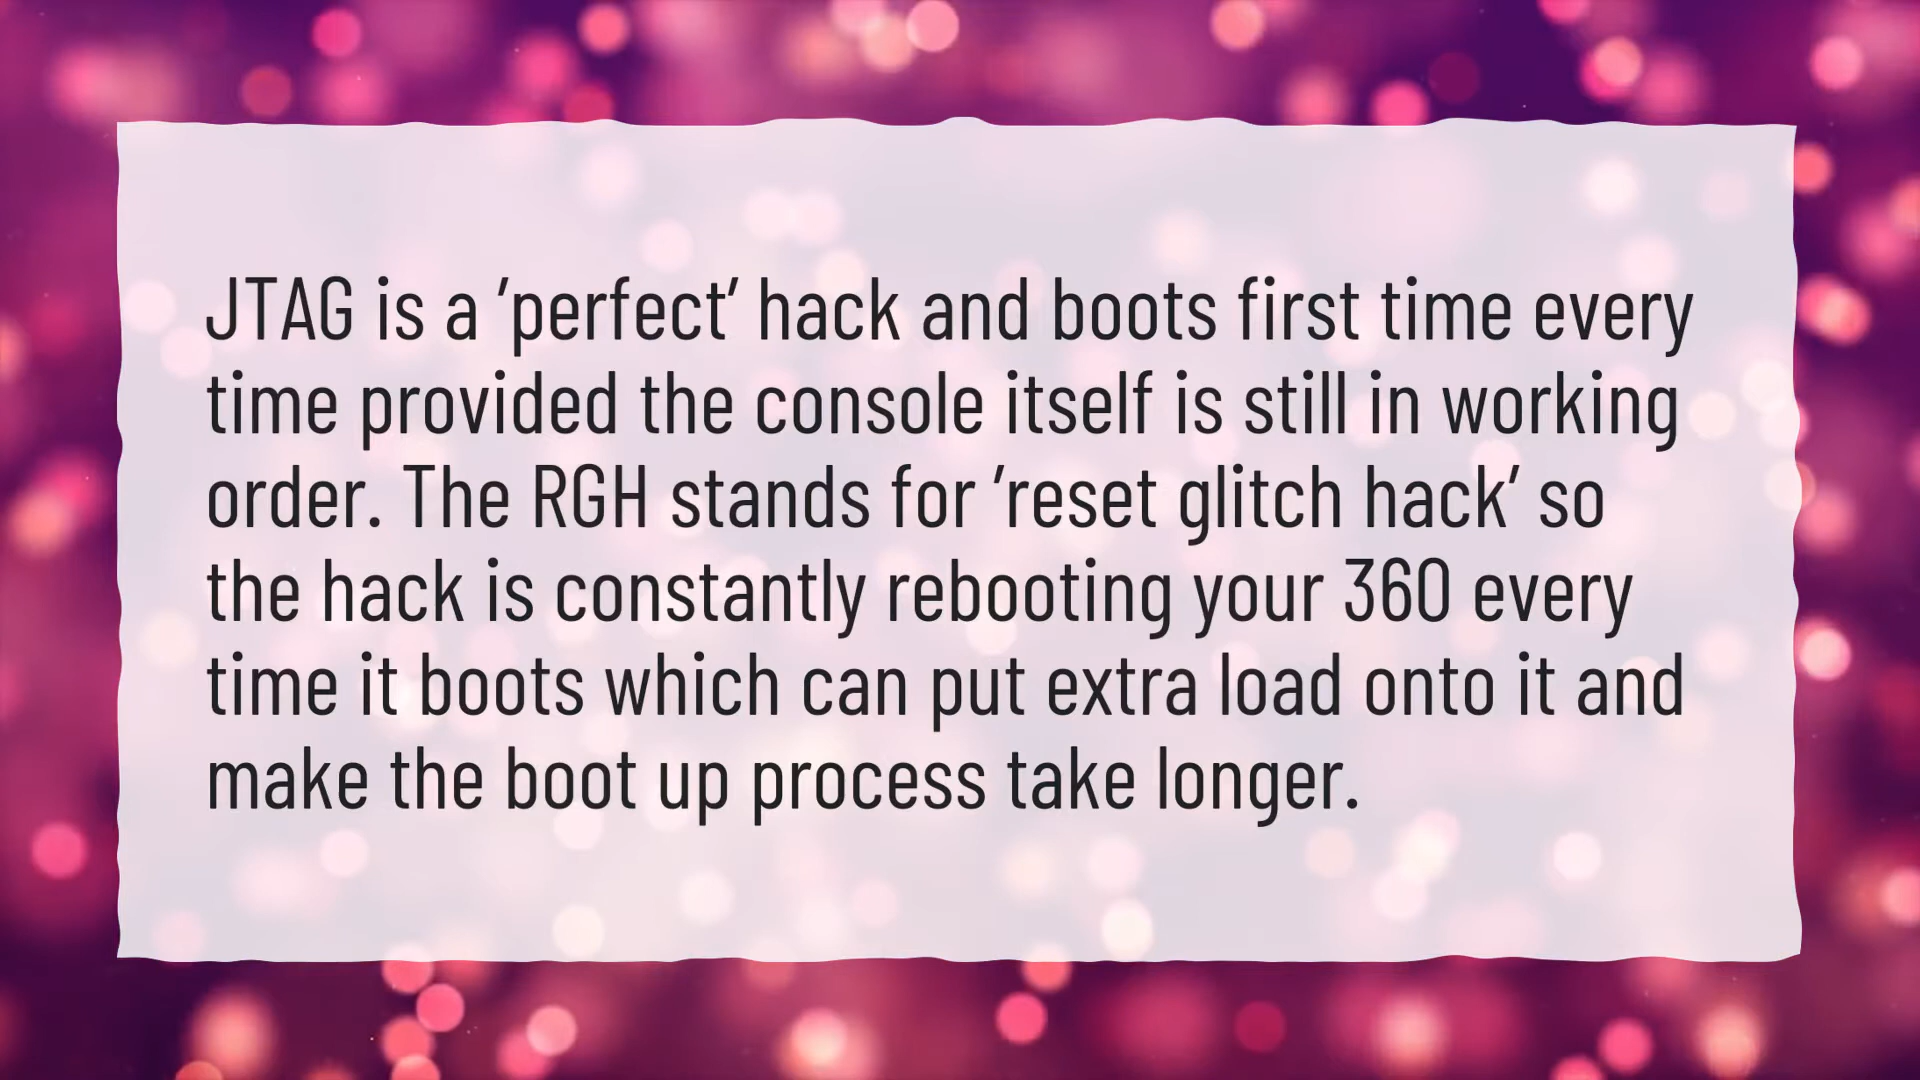 JTAG is a ’perfect’ hack and boots first time every
time provided the console itself is still in working
order. The RGH stands for ’reset glitch hack’ so
the hack is constantly rebooting your 360 every
time it boots which can put extra load onto it and
make the boot up process take longer.